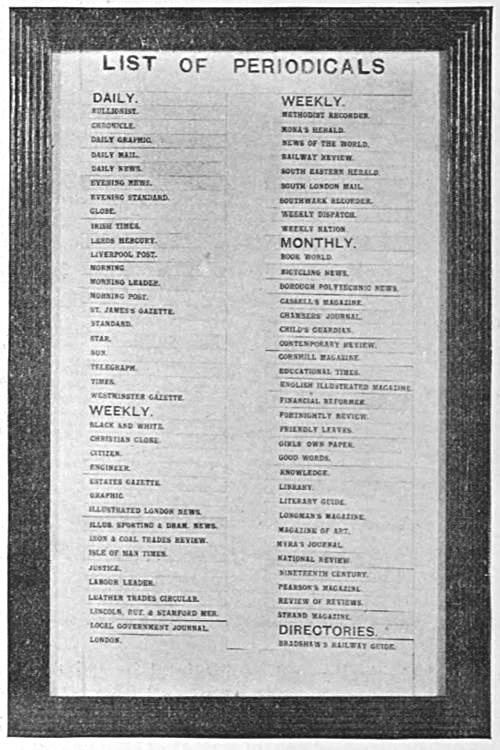 LIST OF PERIODICALS
DAILY.
BULLIONIST.
CHRONICLE.
DAILY GRAPHIC.
DAILY MAIL.
DAILY NEWS.
EVENING NEWS.
EVENING STANDARD.
GLOBE.
IRISH TIMES.
LEEDS MERCURY.
LIVERPOOL POST.
MORNING.
MORNING LEADER.
MORNING POST.
ST. JAMES'S GAZETTE.
STANDARD.
STAR.
SUN.
TELEGRAPH.
TIMES.
WESTMINSTER GAZETTE.
WEEKLY.
BLACK AND WHITE.
CHRISTIAN GLOBE.
CITIZEN.
ENGINEER.
ESTATES GAZETTE.
GRAPHIC.
ILLUSTRATED LONDON NEWS.
ILLUS. SPORTING & DRAM. NEWS.
IRON & COAL TRADES REVIEW.
ISLE OF MAN TIMES.
JUSTICE.
LABOUR LEADER.
LEATHER TRADES CIRCULAR.
LINCOLN, RUT. & STAMFORD MER.
LOCAL GOVERNMENT JOURNAL.
LONDON.
WEEKLY.
METHODIST RECORDER.
MONA'S HERALD.
NEWS OF THE WORLD.
RAILWAY REVIEW.
SOUTH EASTERN HERALD.
SOUTH LONDON MAIL.
SOUTHWARK RECORDER.
WEEKLY DISPATCH.
WEEKLY NATION.
MONTHLY.
BOOK WORLD.
BICYCLING NEWS.
BOROUGH POLYTECHNIC NEWS.
CASSELL'S MAGAZINE.
CHAMBERS' JOURNAL.
CHILD'S GUARDIAN.
CONTEMPORARY REVIEW.
CORNHILL MAGAZINE.
EDUCATIONAL TIMES.
ENGLISH ILLUSTRATED MAGAZINE.
FINANCIAL REFORMER.
FORTNIGHTLY REVIEW.
FRIENDLY LEAVES.
GIRLS' OWN PAPER.
GOOD WORDS.
KNOWLEDGE.
LIBRARY.
LITERARY GUIDE.
LONGMAN'S MAGAZINE.
MAGAZINE OF ART.
MYRA'S JOURNAL.
NATIONAL REVIEW.
NINETEENTH CENTURY.
PEARSON'S MAGAZINE.
REVIEW OF REVIEWS.
STRAND MAGAZINE.
DIRECTORIES.
BRADSHAW'S RAILWAY GUIDE.